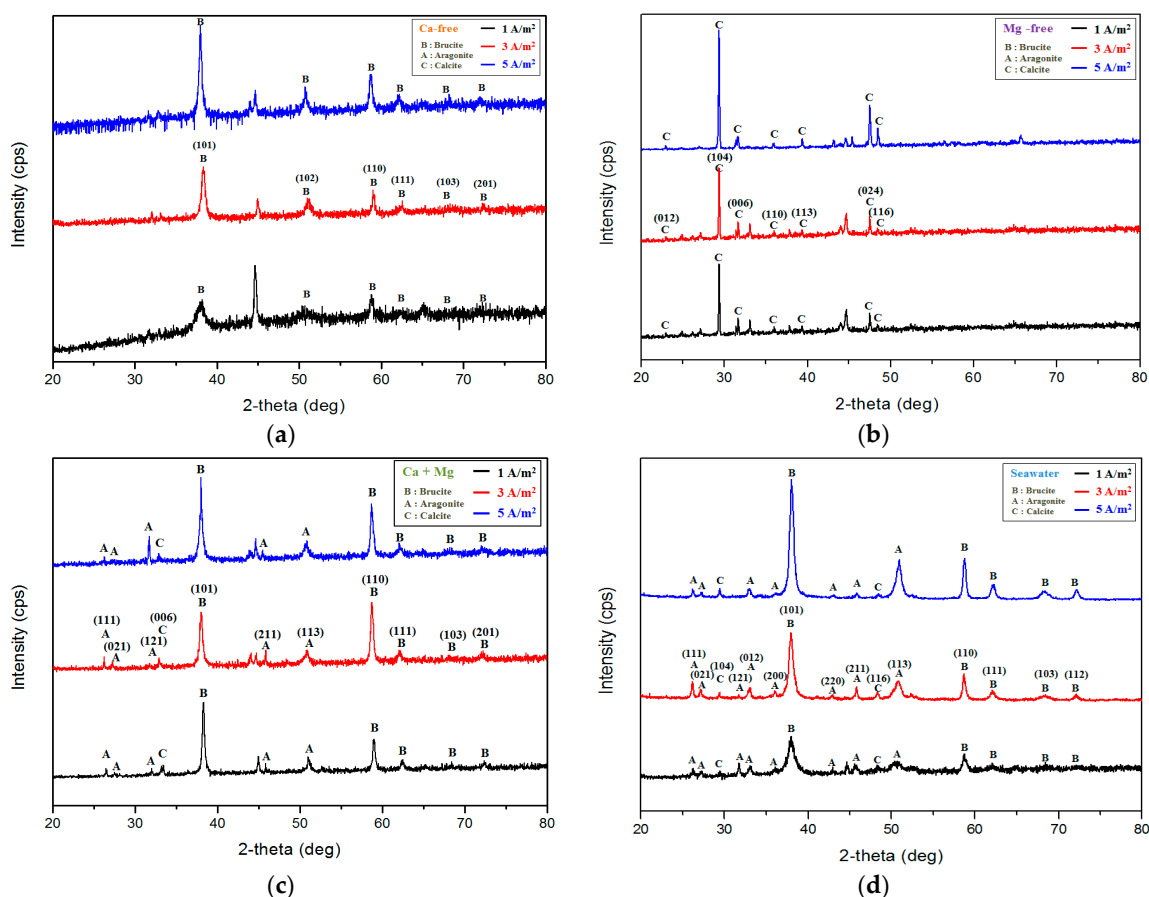 (a)
Ca-free
1 A/m²
B : Brucite
3 A/m²
A : Aragonite
C : Calcite
5 A/m²
B
B B B B B
(101)
B
(102)
B
(110)
B
(111)
B
(103)
B
(201)
B
B B B B B B
Intensity (cps)
20 30 40 50 60 70 80
2-theta (deg)
(a)
Mg -free
1 A/m²
B : Brucite
3 A/m²
A : Aragonite
C : Calcite
5 A/m²
C
C C C C C C
(104)
C
(012)
C
(006)
C
(110)
C
(113)
C
(024)
C
(116)
C
C
C C C C C C
Intensity (cps)
20 30 40 50 60 70 80
2-theta (deg)
(b)
Ca + Mg
1 A/m²
B : Brucite
3 A/m²
A : Aragonite
C : Calcite
5 A/m²
A A A C B A A B B B B
(111)
A
(021)
A
(121)
A
(006)
C
(101)
B
(211)
A
(113)
A
(110)
B
(111)
B
(103)
B
(201)
B
A A A C B A A B B B B
Intensity (cps)
20 30 40 50 60 70 80
2-theta (deg)
(c)
Seawater
1 A/m²
B : Brucite
3 A/m²
A : Aragonite
C : Calcite
5 A/m²
A A C A A B A A C A B B B B
(111)
A
(021)
A
(104)
C
(121)
A
(012)
A
(200)
A
(101)
B
(220)
A
(211)
A
(116)
C
(113)
A
(110)
B
(111)
B
(103)
B
(112)
B
A A C A A A B A A C A B B B B
Intensity (cps)
20 30 40 50 60 70 80
2-theta (deg)
(d)